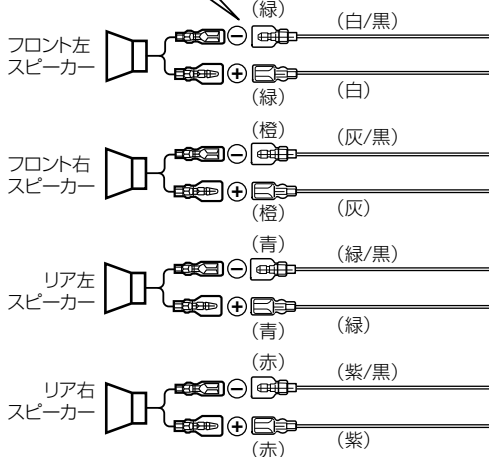 (緑)
(白/黒)
フロント左
スピーカー
⊖
⊕
(緑)
(白)
(橙)
(灰/黒)
フロント右
スピーカー
⊖
⊕
(橙)
(灰)
(青)
(緑/黒)
リア左
スピーカー
⊖
⊕
(青)
(緑)
(赤)
(紫/黒)
リア右
スピーカー
⊖
⊕
(赤)
(紫)